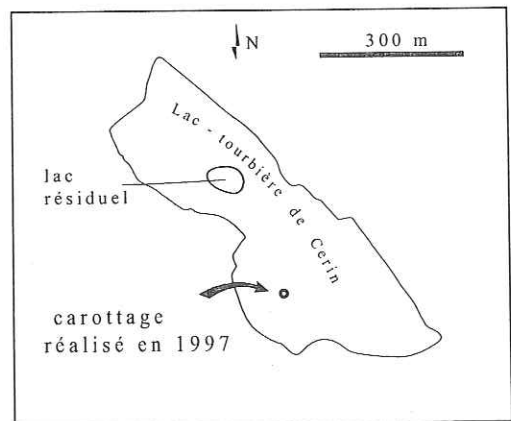 N
300 m
Lac - tourbière de Cerin
lac
résiduel
carottage
réalisé en 1997